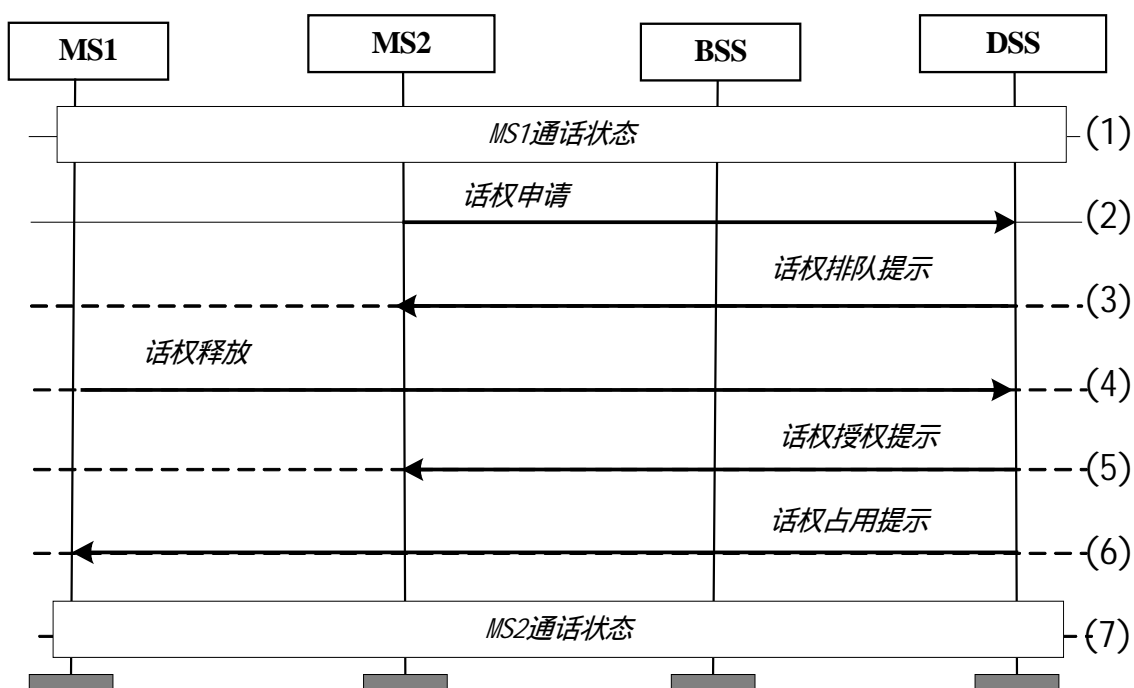 MS1 MS2 BSS DSS
MS1通话状态 (1)
话权申请
(2)
话权排队提示
(3)
话权释放
(4)
话权授权提示
(5)
话权占用提示
(6)
MS2通话状态 (7)